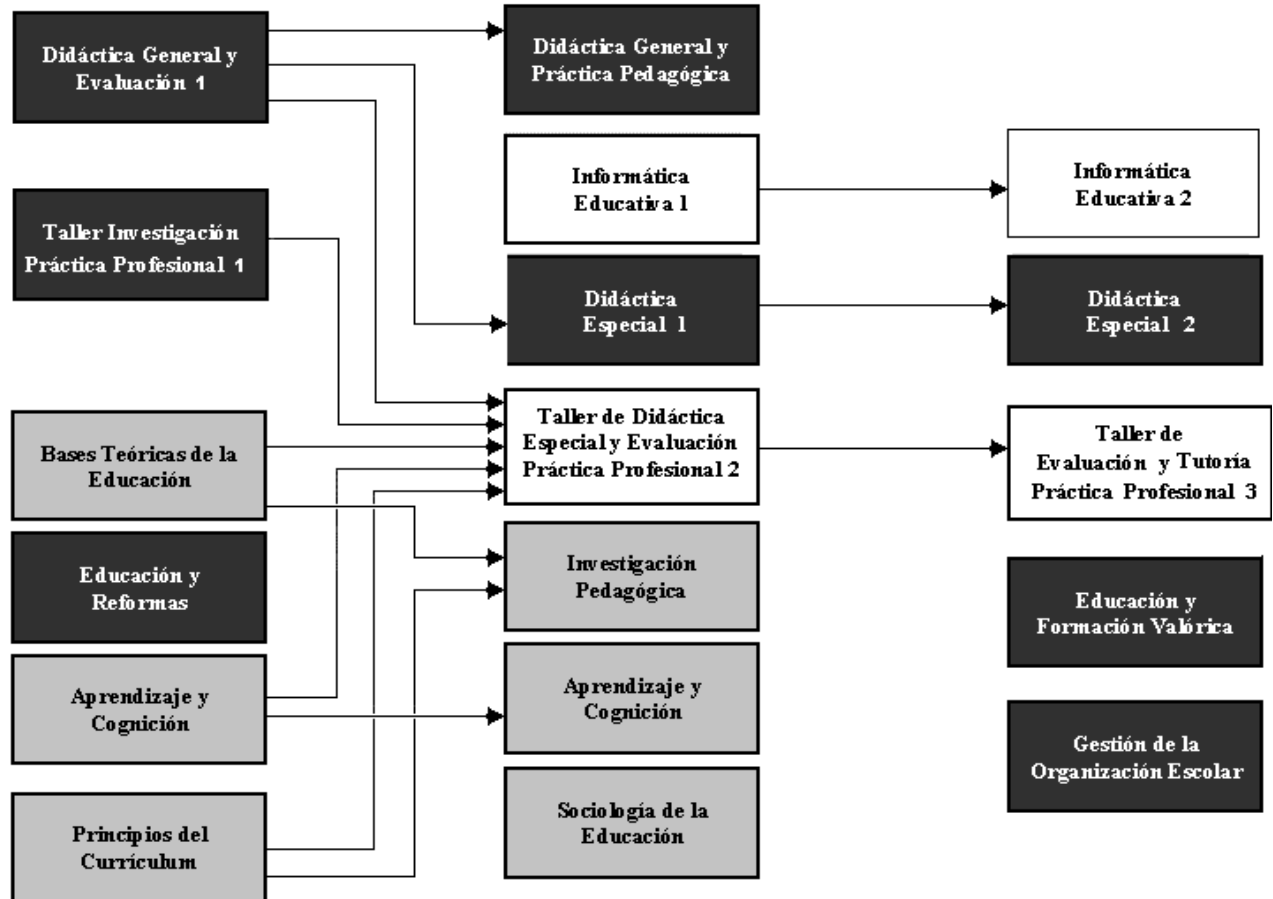 Didáctica General y
Evaluación 1
Taller Investigación
Práctica Profesional 1
Bases Teóricas de la
Educación
Educación y
Reformas
Aprendizaje y
Cognición
Principios del
Currículum
Didáctica General y
Práctica Pedagógica
Informática
Educativa 1
Didáctica
Especial 1
Taller de Didáctica
Especial y Evaluación
Práctica Profesional 2
Investigación
Pedagógica
Aprendizaje y
Cognición
Sociología de la
Educación
Informática
Educativa 2
Didáctica
Especial 2
Taller de
Evaluación y Tutoría
Práctica Profesional 3
Educación y
Formación Valórica
Gestión de la
Organización Escolar